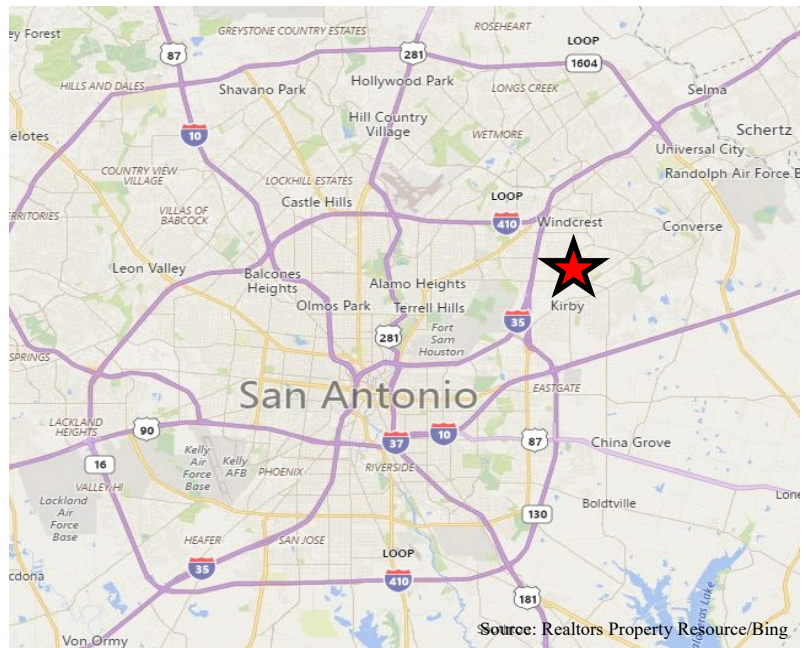 GREYSTONE COUNTRY ESTATES
ROSEHEART
ey Forest
87
281
LOOP
1604
HILLS AND DALES
Shavano Park
Hollywood Park
LONGS CREEK
Selma
Hill Country
Village
WETMORE
Schertz
elotes
10
Universal City
COUNTRY VIEW
VILLAGE
LOCKHILL ESTATES
Randolph Air Force B
Castle Hills
LOOP
410
Windcrest
Converse
ERRITORIES
VILLAS OF
BABCOCK
Leon Valley
Balcones
Heights
Alamo Heights
Olmos Park
Terrell Hills
Kirby
35
281
Fort
Sam
Houston
SPRINGS
San Antonio
EASTGATE
LACKLAND
HEIGHTS
90
37
10
87
China Grove
16
Kelly
Air
Force
Base
Kelly
AFB
PHOENIX
RIVERSIDE
VALLEY HI
Lackland
Air
Force
Base
Boldtville
Lone
130
HEAFER
SAN JOSE
LOOP
410
35
cdona
181
Von Ormy
Source: Realtors Property Resource/Bing